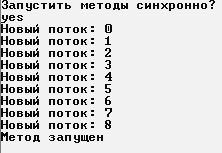 Запустить методы синхронно?
yes
Новый поток: 0
Новый поток: 1
Новый поток: 2
Новый поток: 3
Новый поток: 4
Новый поток: 5
Новый поток: 6
Новый поток: 7
Новый поток: 8
Метод запущен